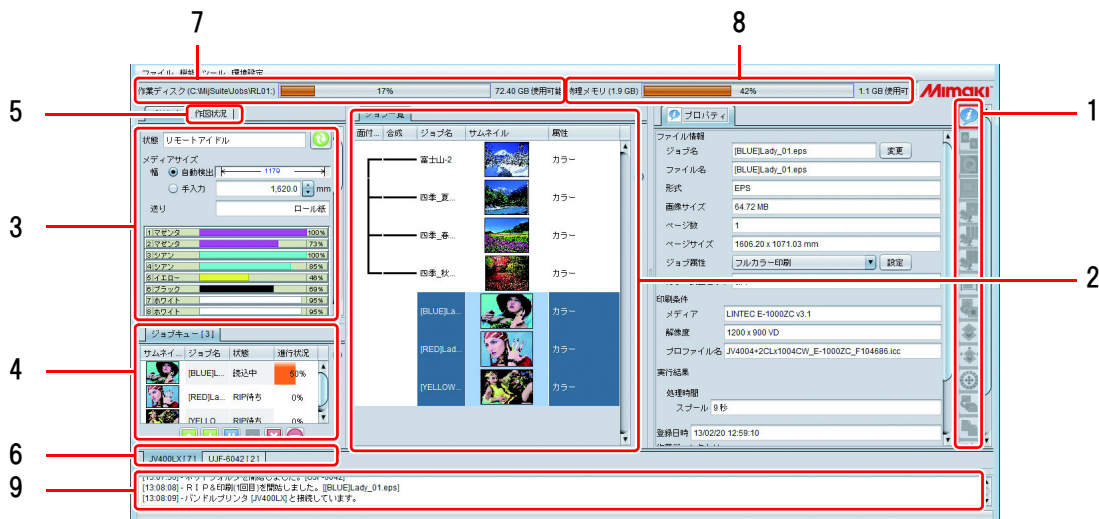 7
8
ファイル 機能 ツール 環境設定
作業ディスク (C:\MijSuite\Jobs\RL01:) 17% 72.40 GB 使用可能
物理メモリ (1.9 GB) 42% 1.1 GB 使用可
Mimaki
5
作図状況
ジョブ一覧
プロパティ
1
状態 リモートアイドル
メディアサイズ
幅 自動検出 1179
手入力 1,620.0 mm
送り ロール紙
3
1 マゼンタ 100%
2 マゼンタ 73%
3 シアン 100%
4 シアン 85%
5 イエロー 46%
6 ブラック 69%
7 ホワイト 95%
8 ホワイト 95%
面付... 合成 ジョブ名 サムネイル 属性
富士山-2 カラー
四季_夏... カラー
四季_春... カラー
四季_秋... カラー
[BLUE]La... カラー
[RED]Lad... カラー
[YELLOW... カラー
2
ファイル情報
ジョブ名 [BLUE]Lady_01.eps 変更
ファイル名 [BLUE]Lady_01.eps
形式 EPS
画像サイズ 64.72 MB
ページ数 1
ページサイズ 1606.20 x 1071.03 mm
ジョブ属性 フルカラー印刷 設定
印刷条件
メディア LINTEC E-1000ZC v3.1
解像度 1200 x 900 VD
プロファイル名 JV4004+2CLx1004CW_E-1000ZC_F104686.icc
実行結果
処理時間
スプール 9 秒
登録日時 13/02/20 12:59:10
4
ジョブキュー [3]
サムネイ... ジョブ名 状態 進行状況
[BLUE]L... 読込中 50%
[RED]La... RIP待ち 0%
[YELLO... RIP待ち 0%
6
JV400LX [7] UJF-6042 [2]
9
[13:08:08] - ＲＩＰ&印刷(1回目)を開始しました。[[BLUE]Lady_01.eps]
[13:08:09] - バンドルプリンタ [JV400LX] と接続しています。